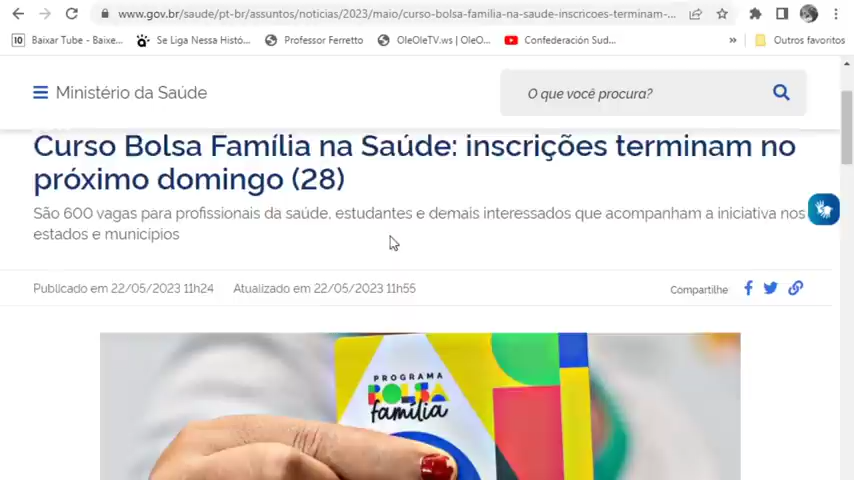 www.gov.br/saude/pt-br/assuntos/noticias/2023/maio/curso-bolsa-familia-na-saude-inscricoes-terminam-...
Baixar Tube - Baixe... Se Liga Nessa Histó... Professor Ferretto OleOleTV.ws | OleO... Confederación Sud... » Outros favoritos
Ministério da Saúde
O que você procura?
Curso Bolsa Família na Saúde: inscrições terminam no
próximo domingo (28)
São 600 vagas para profissionais da saúde, estudantes e demais interessados que acompanham a iniciativa nos
estados e municípios
Publicado em 22/05/2023 11h24 Atualizado em 22/05/2023 11h55
Compartilhe
PROGRAMA
BOLSA
família